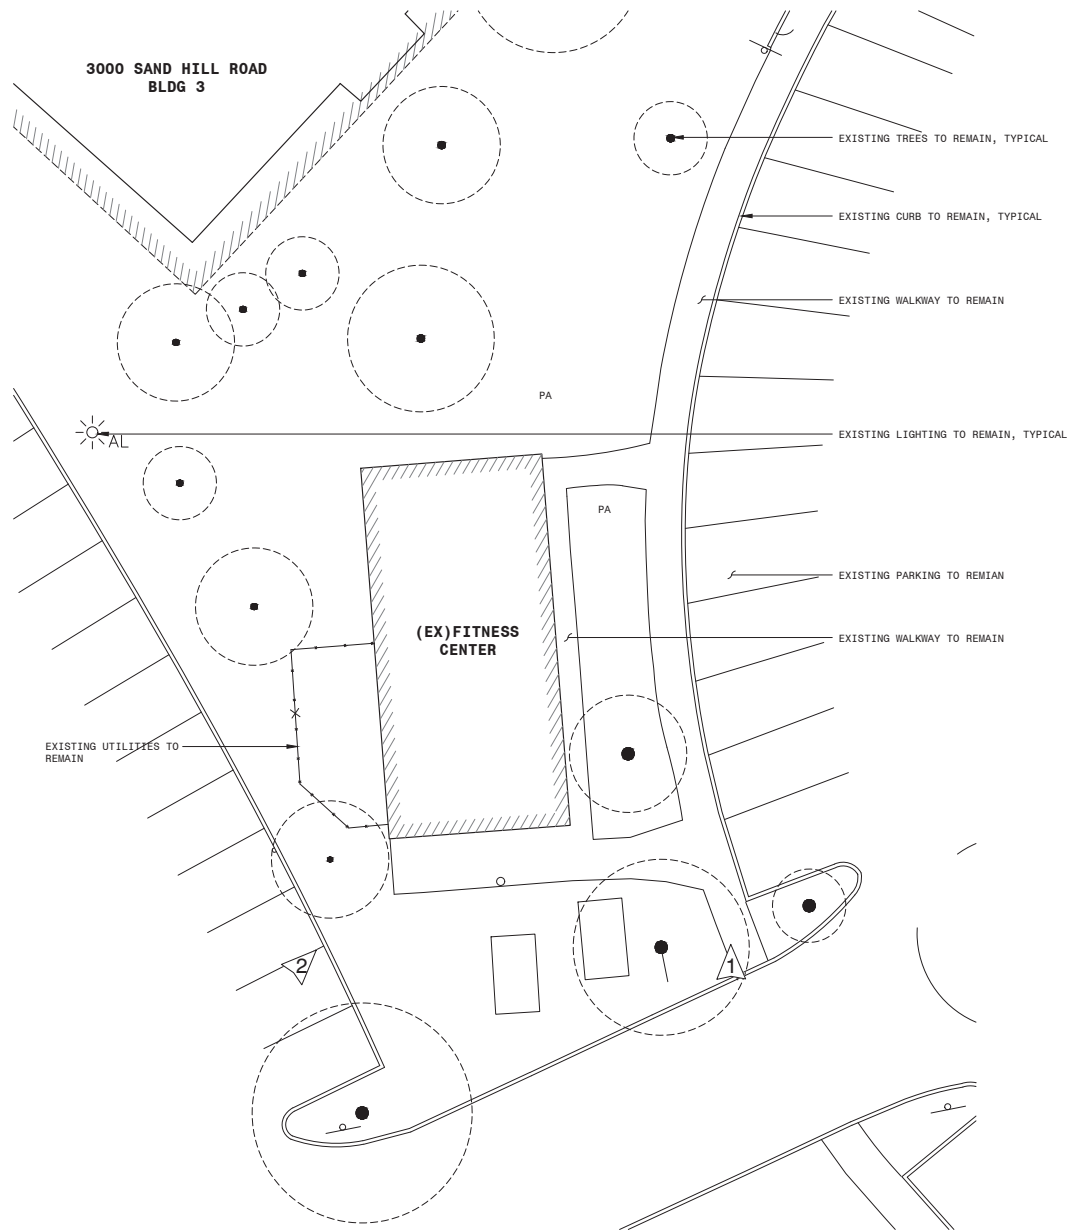 3000 SAND HILL ROAD
BLDG 3
EXISTING TREES TO REMAIN, TYPICAL
EXISTING CURB TO REMAIN, TYPICAL
EXISTING WALKWAY TO REMAIN
PA
AL
EXISTING LIGHTING TO REMAIN, TYPICAL
PA
EXISTING PARKING TO REMIAN
(EX)FITNESS
CENTER
EXISTING WALKWAY TO REMAIN
EXISTING UTILITIES TO
REMAIN
2
1